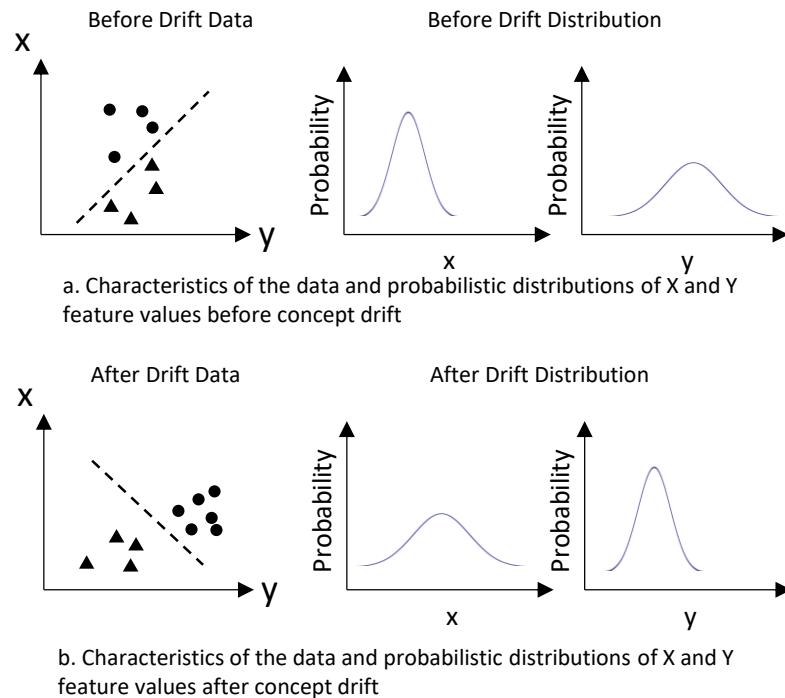 Before Drift Data
Before Drift Distribution
x
y
Probability
x
Probability
y
a. Characteristics of the data and probabilistic distributions of X and Y
feature values before concept drift
After Drift Data
After Drift Distribution
x
y
Probability
x
Probability
y
b. Characteristics of the data and probabilistic distributions of X and Y
feature values after concept drift